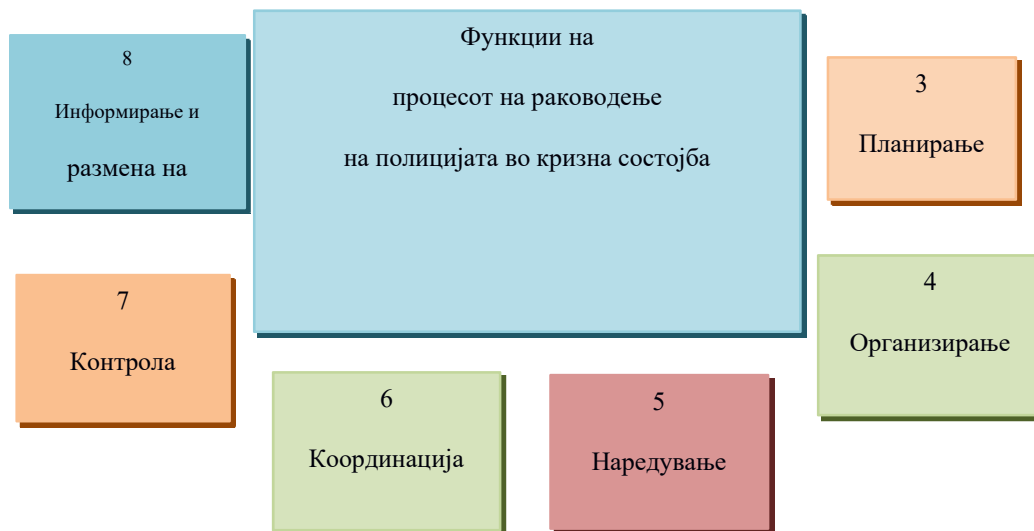 Функции на
процесот на раководење
на полицијата во кризна состојба
8
Информирање и
размена на
3
Планирање
4
Организирање
7
Контрола
6
Координација
5
Наредување